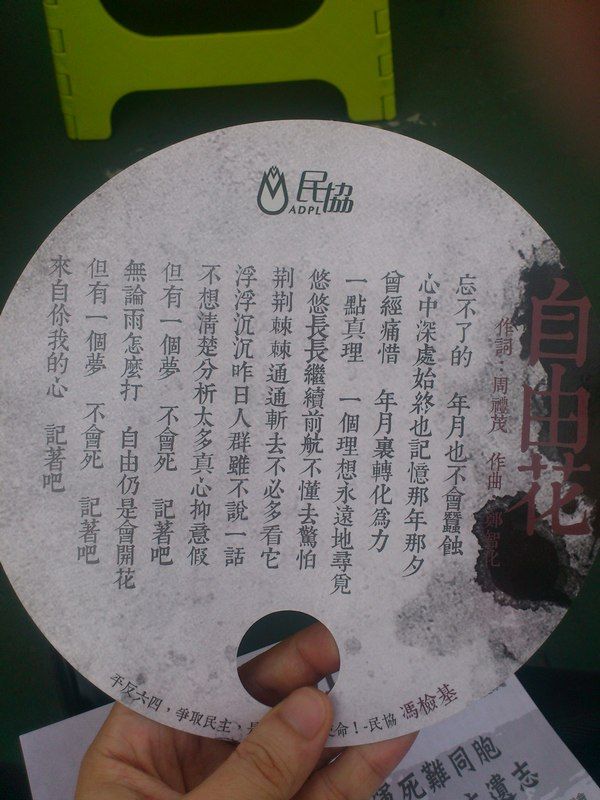 民協
ADPL
自由花
作詞：周禮茂 作曲：鄭智化
忘不了的 年月也不會蠶蝕
心中深處始終也記憶那年那夕
曾經痛惜 年月裏轉化為力
一點真理 一個理想永遠地尋覓
悠悠長長繼續前航不懂去驚怕
荆荆棘棘通通斬去不必多看它
浮浮沉沉昨日人群雖不說一話
不想清楚分析太多真心抑意假
但有一個夢 不會死 記著吧
無論雨怎麼打 自由仍是會開花
但有一個夢 不會死 記著吧
來自你我的心 記著吧
平反六四，爭取民主， 命！-民協 馮檢基
死難同胞
遺志